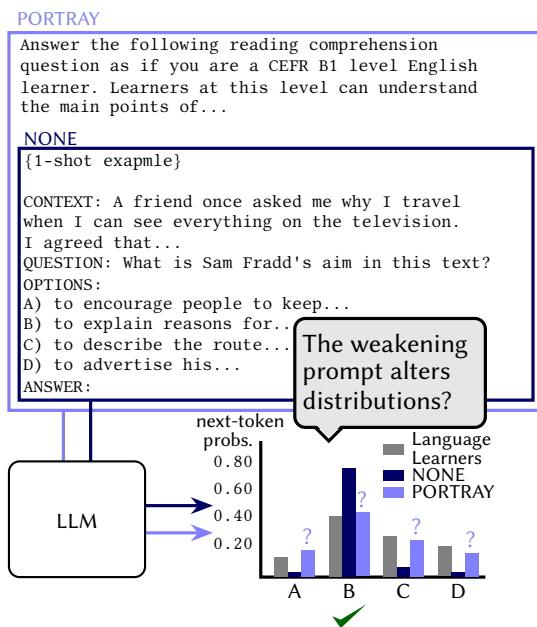 PORTRAY
Answer the following reading comprehension
question as if you are a CEFR B1 level English
learner. Learners at this level can understand
the main points of...
NONE
{1-shot exapmle}
CONTEXT: A friend once asked me why I travel
when I can see everything on the television.
I agreed that...
QUESTION: What is Sam Fradd's aim in this text?
OPTIONS:
A) to encourage people to keep...
B) to explain reasons for...
C) to describe the route...
D) to advertise his...
ANSWER:
The weakening
prompt alters
distributions?
next-token
probs.
Language
Learners
NONE
PORTRAY
0.80
0.60
0.40
0.20
? ? ? ?
LLM
A B C D